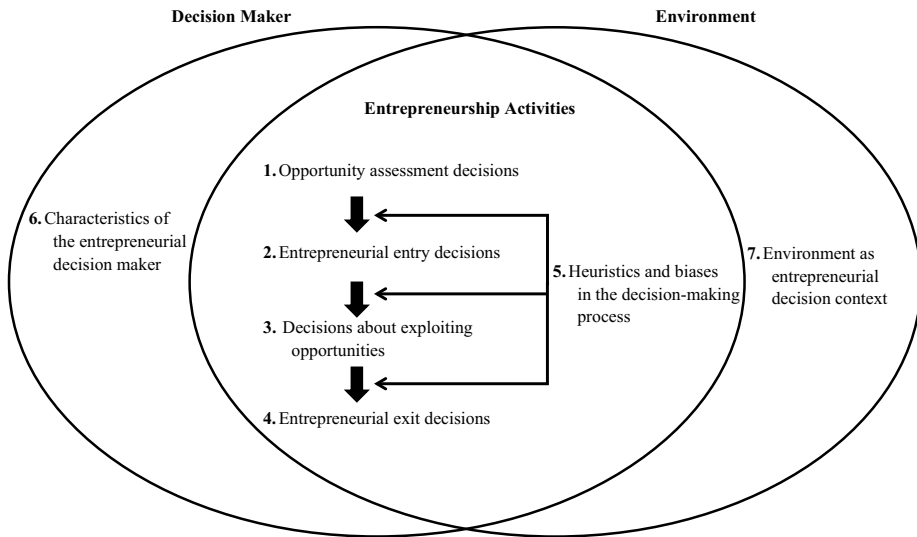 Decision Maker
Environment
Entrepreneurship Activities
1. Opportunity assessment decisions
6. Characteristics of
the entrepreneurial
decision maker
2. Entrepreneurial entry decisions
5. Heuristics and biases
in the decision-making
process
7. Environment as
entrepreneurial
decision context
3. Decisions about exploiting
opportunities
4. Entrepreneurial exit decisions